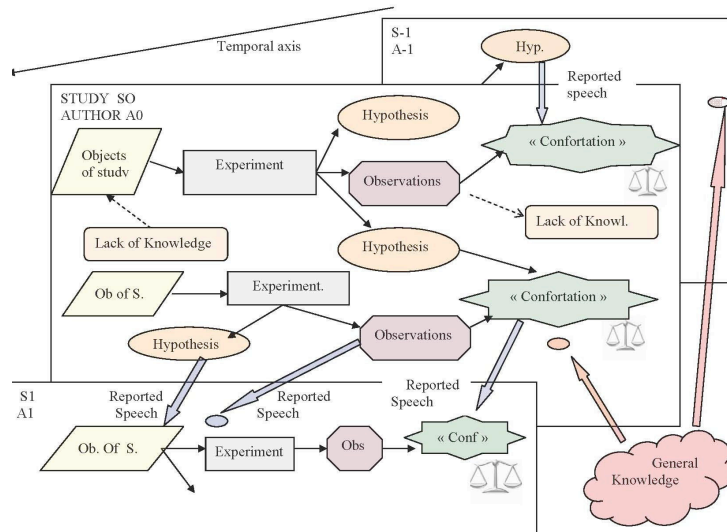 Temporal axis
S-1
A-1
Hyp.
Reported
speech
STUDY SO
AUTHOR A0
Hypothesis
« Confortation »
Objects
of studv
Experiment
Observations
Lack of Knowl.
Lack of Knowledge
Hypothesis
Ob of S.
Experiment.
« Confortation »
Hypothesis
Observations
S1
A1
Reported
Speech
Reported
Speech
Reported
Speech
Ob. Of S.
Experiment
Obs
« Conf »
General
Knowledge